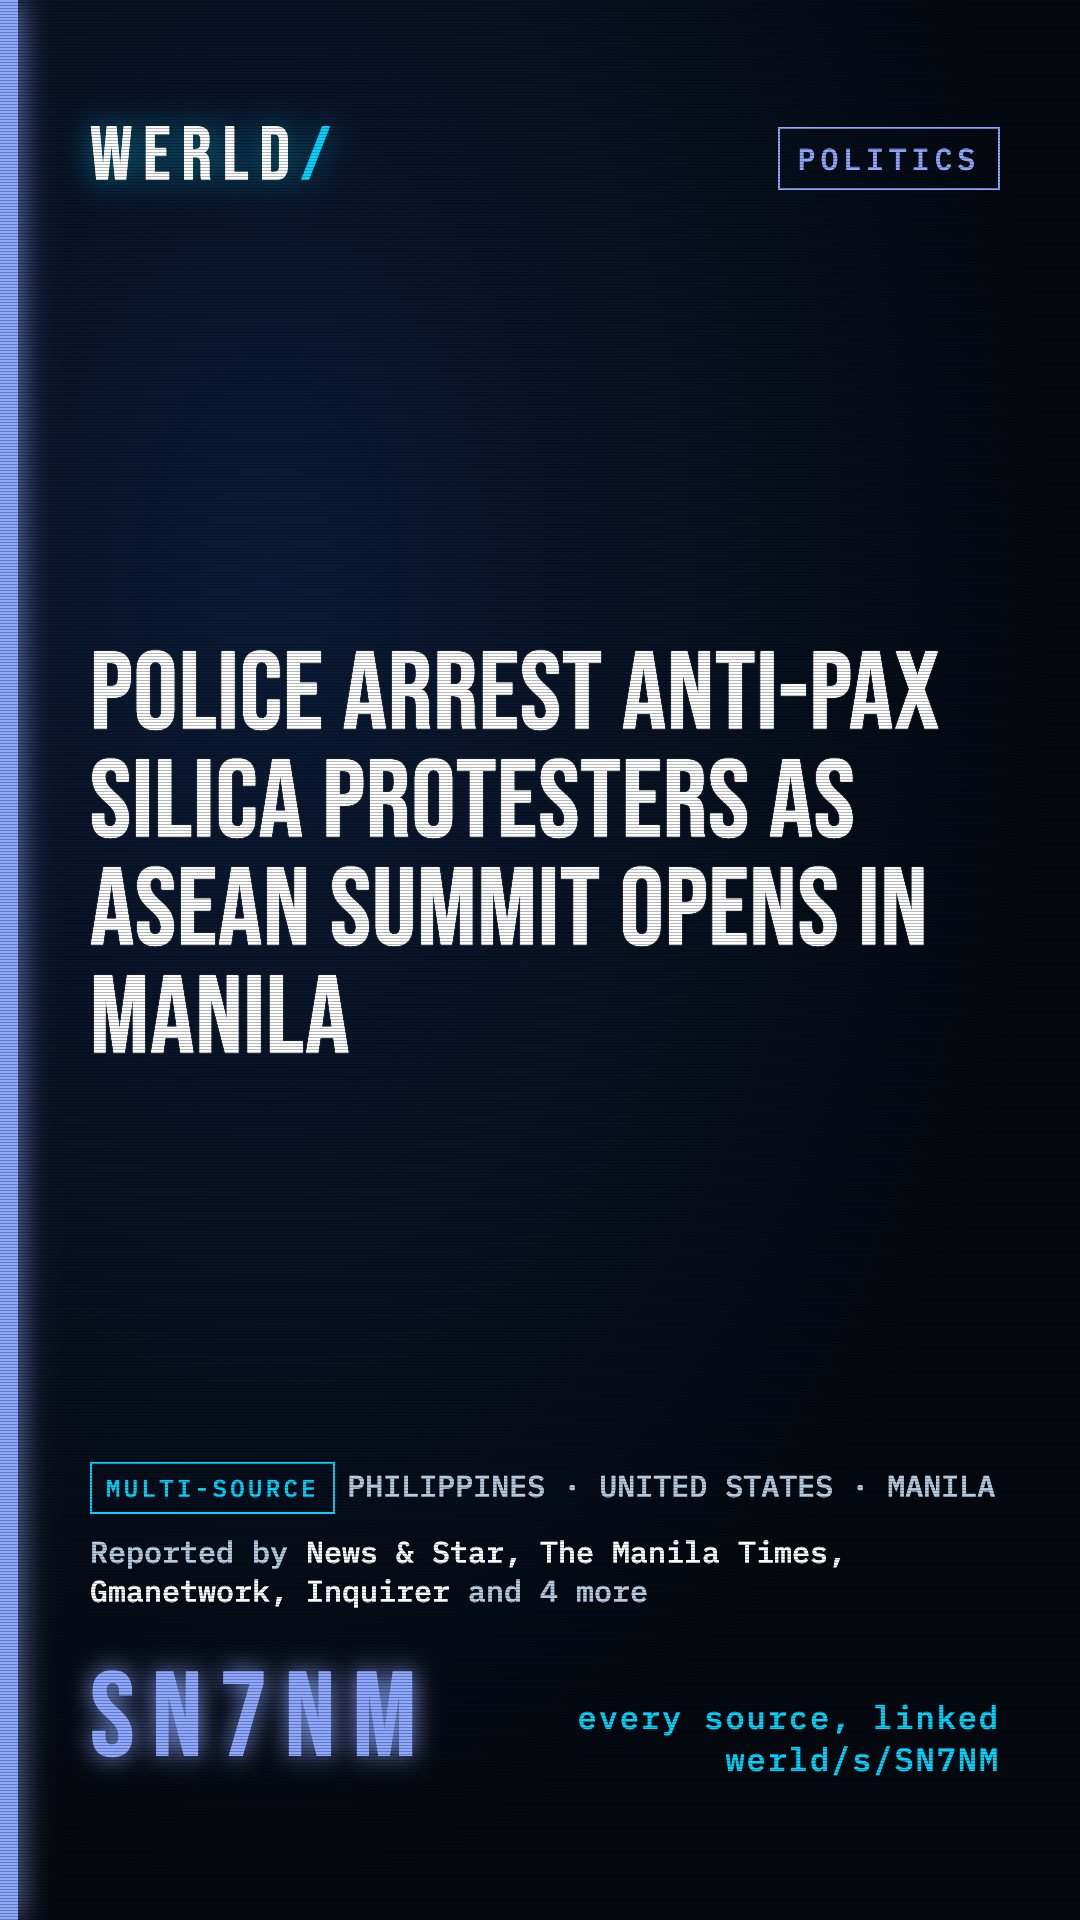 WERLD/
POLITICS
POLICE ARREST ANTI-PAX
SILICA PROTESTERS AS
ASEAN SUMMIT OPENS IN
MANILA
MULTI-SOURCE PHILIPPINES · UNITED STATES · MANILA
Reported by News & Star, The Manila Times,
Gmanetwork, Inquirer and 4 more
SN7NM
every source, linked
werld/s/SN7NM